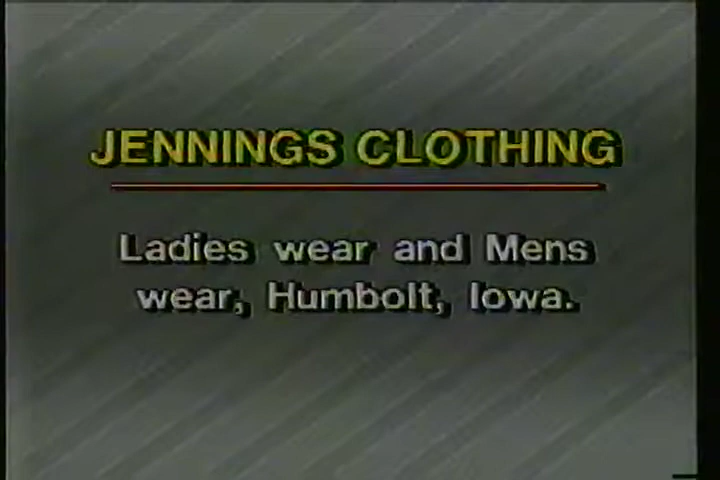 JENNINGS CLOTHING
Ladies wear and Mens
wear, Humbolt, Iowa.